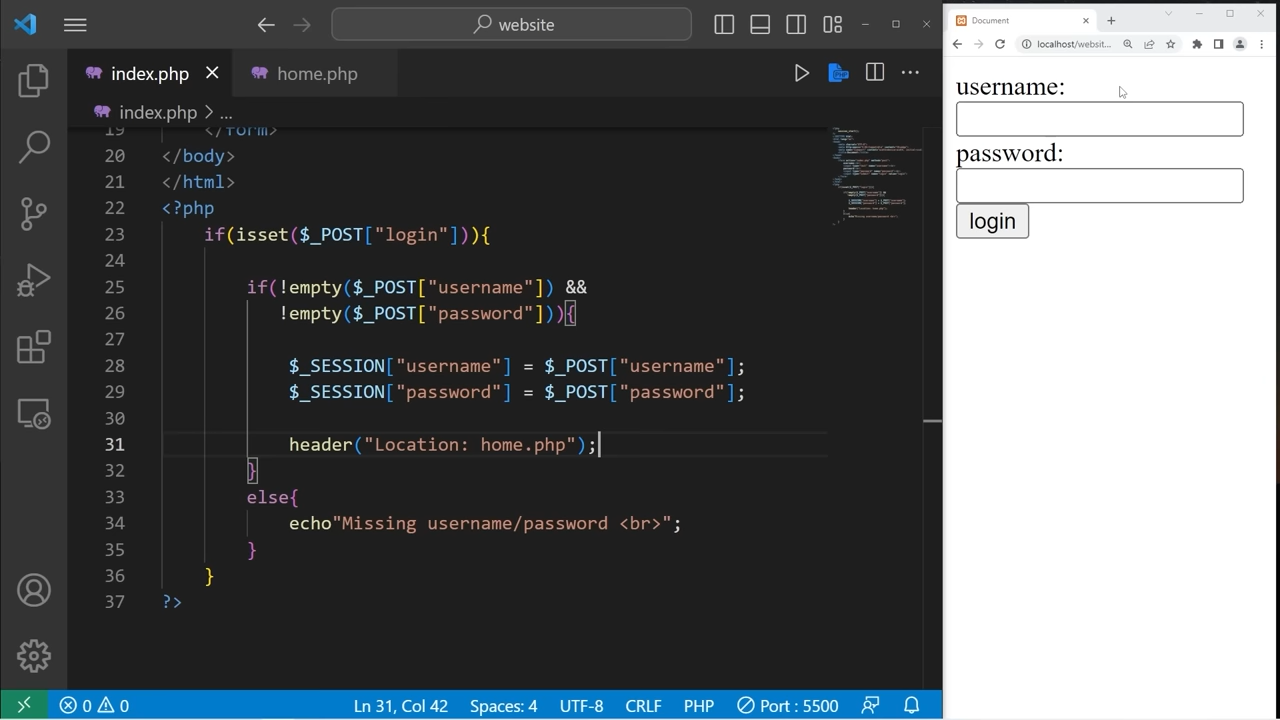 website
index.php
home.php
index.php > ...
19 </form>
20 </body>
21 </html>
22 <?php
23 if(isset($_POST["login"])){
24
25 if(!empty($_POST["username"]) &&
26 !empty($_POST["password"])){
27
28 $_SESSION["username"] = $_POST["username"];
29 $_SESSION["password"] = $_POST["password"];
30
31 header("Location: home.php");
32 }
33 else{
34 echo"Missing username/password <br>";
35 }
36 }
37 ?>
0 0
Ln 31, Col 42
Spaces: 4
UTF-8
CRLF
PHP
Port : 5500
Document
localhost/websit...
username:
password:
login